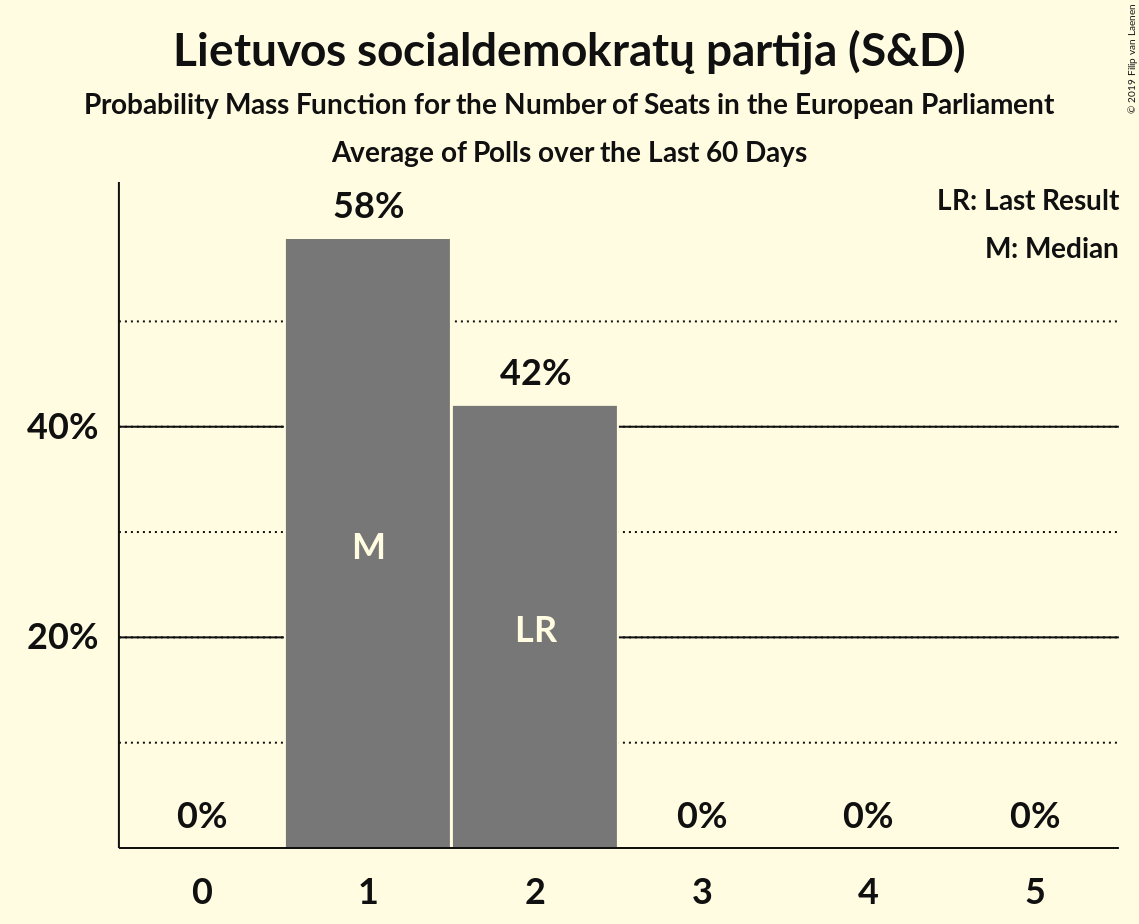 Lietuvos socialdemokratų partija (S&D)
Probability Mass Function for the Number of Seats in the European Parliament
Average of Polls over the Last 60 Days
© 2019 Filip van Laenen
LR: Last Result
M: Median
58%
42%
40%
20%
M
LR
0%
0%
0%
0%
0
1
2
3
4
5